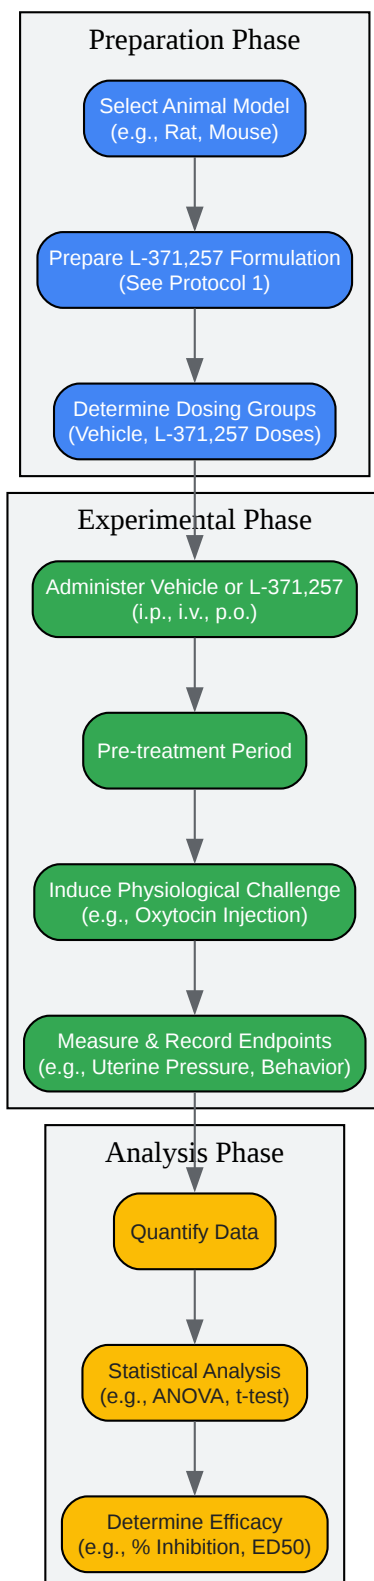 Preparation Phase
Select Animal Model
(e.g., Rat, Mouse)
Prepare L-371,257 Formulation
(See Protocol 1)
Determine Dosing Groups
(Vehicle, L-371,257 Doses)
Experimental Phase
Administer Vehicle or L-371,257
(i.p., i.v., p.o.)
Pre-treatment Period
Induce Physiological Challenge
(e.g., Oxytocin Injection)
Measure & Record Endpoints
(e.g., Uterine Pressure, Behavior)
Analysis Phase
Quantify Data
Statistical Analysis
(e.g., ANOVA, t-test)
Determine Efficacy
(e.g., % Inhibition, ED50)